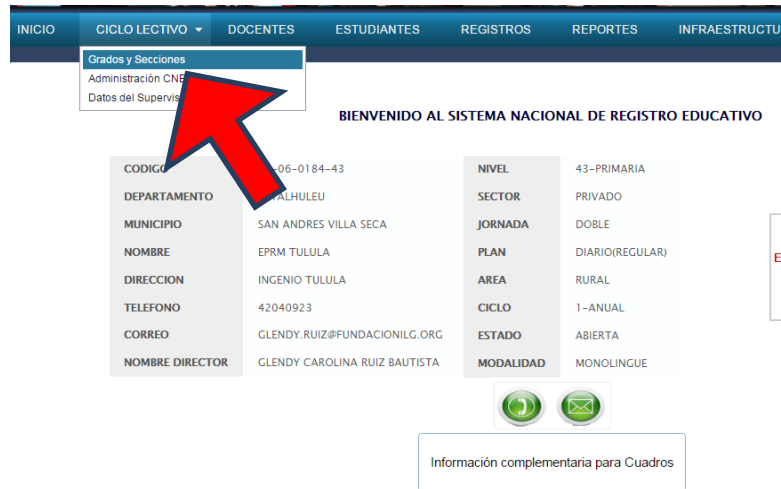 INICIO CICLO LECTIVO DOCENTES ESTUDIANTES REGISTROS REPORTES INFRAESTRUCTU
Grados y Secciones
Administración
Datos del
BIENVENIDO AL SISTEMA NACIONAL DE REGISTRO EDUCATIVO
CODIGO -06-0184-43 NIVEL 43-PRIMARIA
DEPARTAMENTO SECTOR PRIVADO
MUNICIPIO SAN ANDRES VILLA SECA JORNADA DOBLE
NOMBRE EPRM TULULA PLAN DIARIO(REGULAR)
DIRECCION INGENIO TULULA AREA RURAL
TELEFONO 42040923 CICLO 1-ANUAL
CORREO GLENDY.RUIZ@FUNDACIONILG.ORG ESTADO ABIERTA
NOMBRE DIRECTOR GLENDY CAROLINA RUIZ BAUTISTA MODALIDAD MONOLINGUE
E
Información complementaria para Cuadros